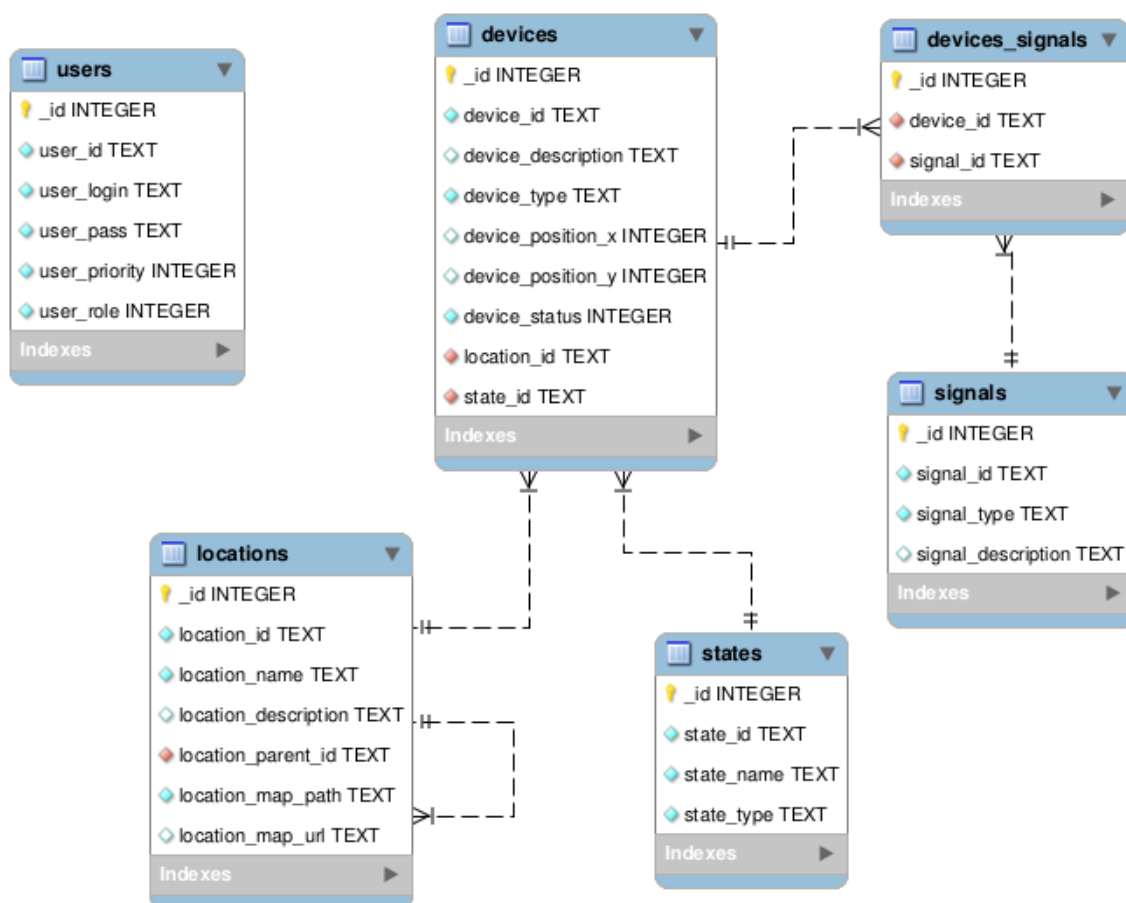 users
_id INTEGER
user_id TEXT
user_login TEXT
user_pass TEXT
user_priority INTEGER
user_role INTEGER
Indexes
devices
_id INTEGER
device_id TEXT
device_description TEXT
device_type TEXT
device_position_x INTEGER
device_position_y INTEGER
device_status INTEGER
location_id TEXT
state_id TEXT
Indexes
devices_signals
_id INTEGER
device_id TEXT
signal_id TEXT
Indexes
signals
_id INTEGER
signal_id TEXT
signal_type TEXT
signal_description TEXT
Indexes
locations
_id INTEGER
location_id TEXT
location_name TEXT
location_description TEXT
location_parent_id TEXT
location_map_path TEXT
location_map_url TEXT
Indexes
states
_id INTEGER
state_id TEXT
state_name TEXT
state_type TEXT
Indexes